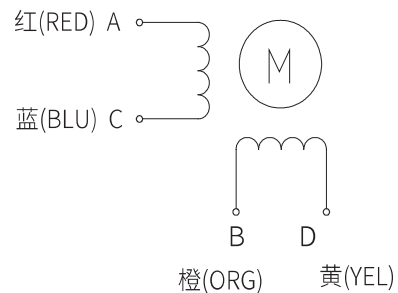 红(RED) A
M
蓝(BLU) C
B D
橙(ORG) 黄(YEL)